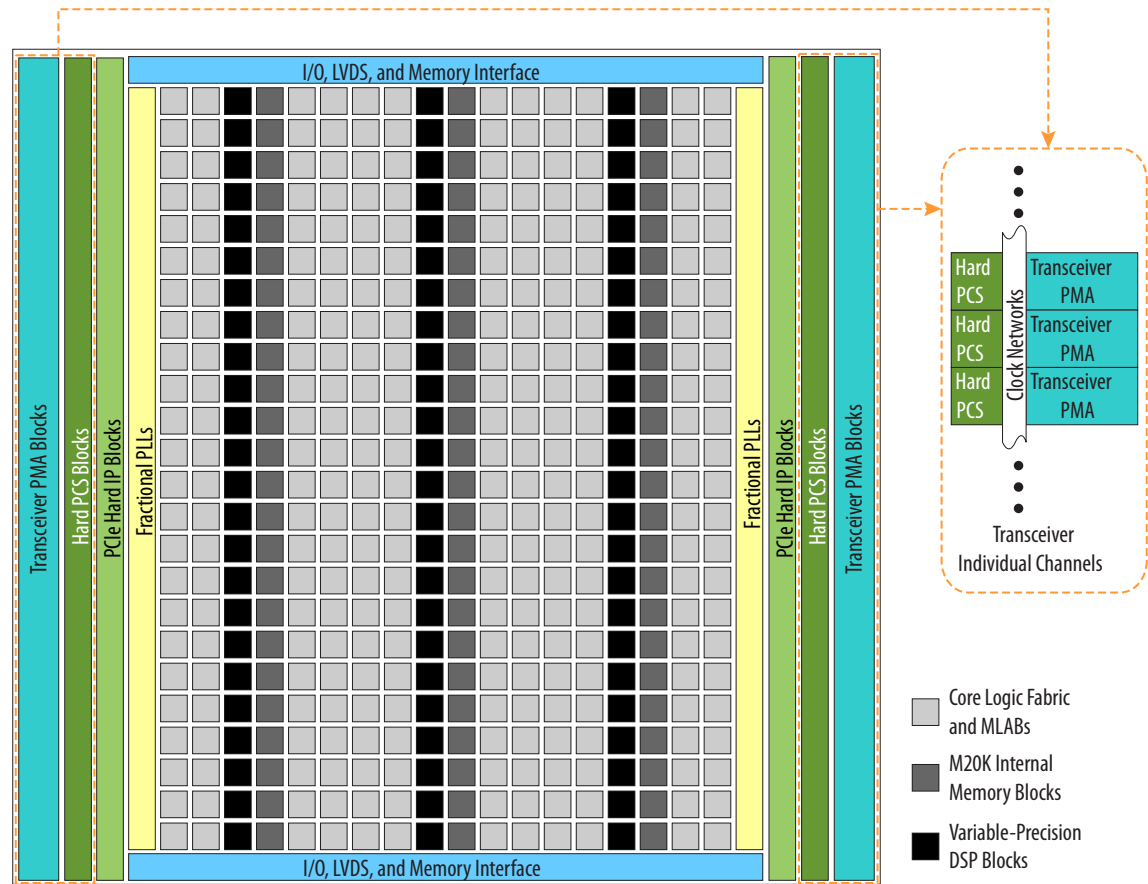 I/O, LVDS, and Memory Interface
Transceiver PMA Blocks
Hard PCS Blocks
PCIe Hard IP Blocks
Fractional PLLs
Fractional PLLs
PCIe Hard IP Blocks
Hard PCS Blocks
Transceiver PMA Blocks
I/O, LVDS, and Memory Interface
Hard
PCS
Transceiver
PMA
Hard
PCS
Transceiver
PMA
Hard
PCS
Transceiver
PMA
Clock Networks
Transceiver
Individual Channels
Core Logic Fabric
and MLABs
M20K Internal
Memory Blocks
Variable-Precision
DSP Blocks